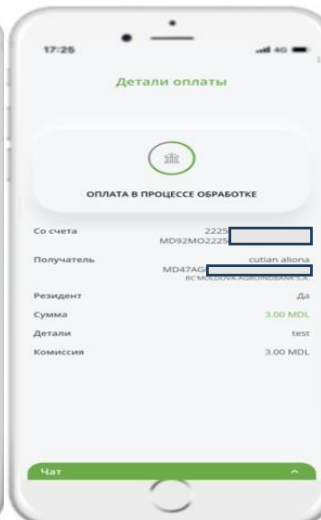 17:25
4G
Детали оплаты
ОПЛАТА В ПРОЦЕССЕ ОБРАБОТКЕ
Со счета 2225
MD92MO2225
Получатель cutian aliona
MD47AG
BC'MOLDOVA-AGROINDBANK'S.A.
Резидент Да
Сумма 3.00 MDL
Детали test
Комиссия 3.00 MDL
Чат